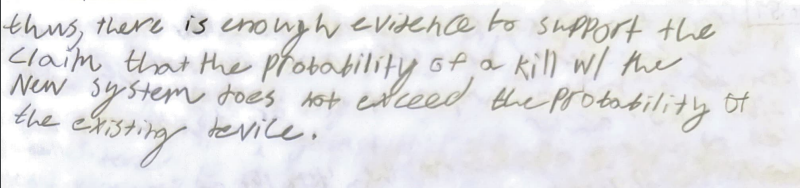 thus, there is enough evidence to support the
claim that the probability of a kill w/ the
New system does not exceed the probability of
the existing device.